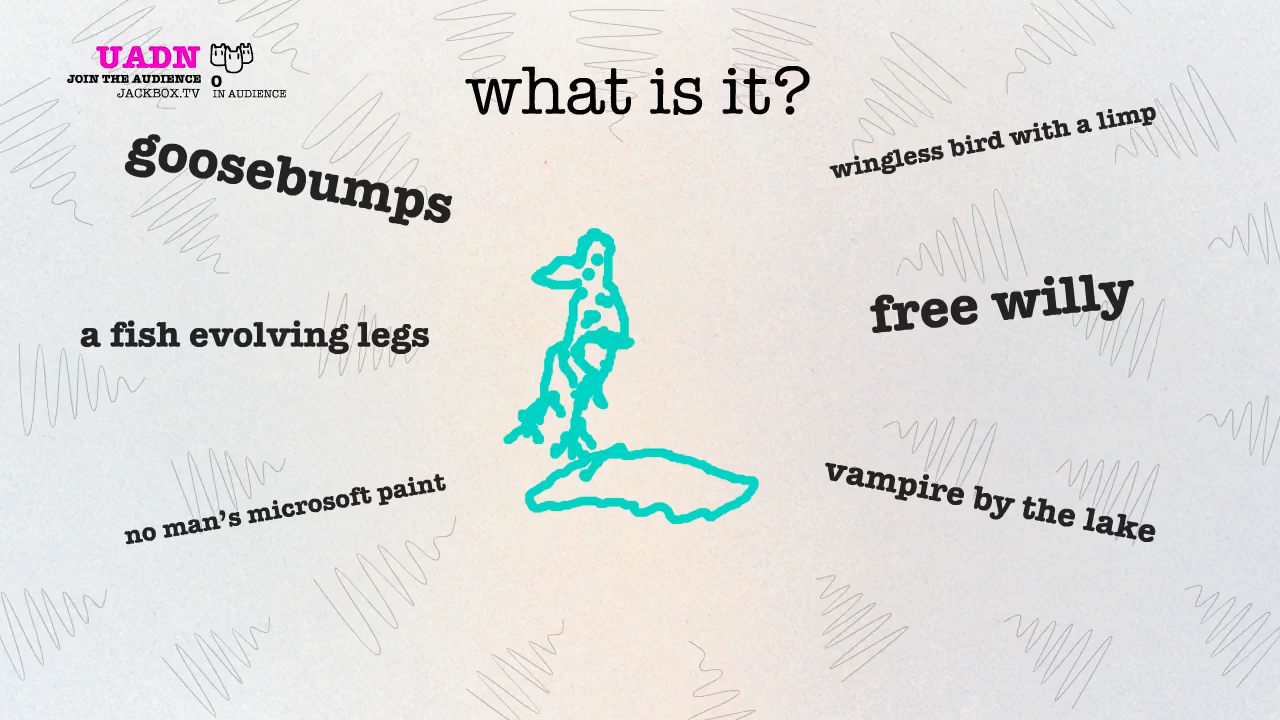 UADN
JOIN THE AUDIENCE
JACKBOX.TV
0
IN AUDIENCE
what is it?
goosebumps
wingless bird with a limp
a fish evolving legs
free willy
no man's microsoft paint
vampire by the lake